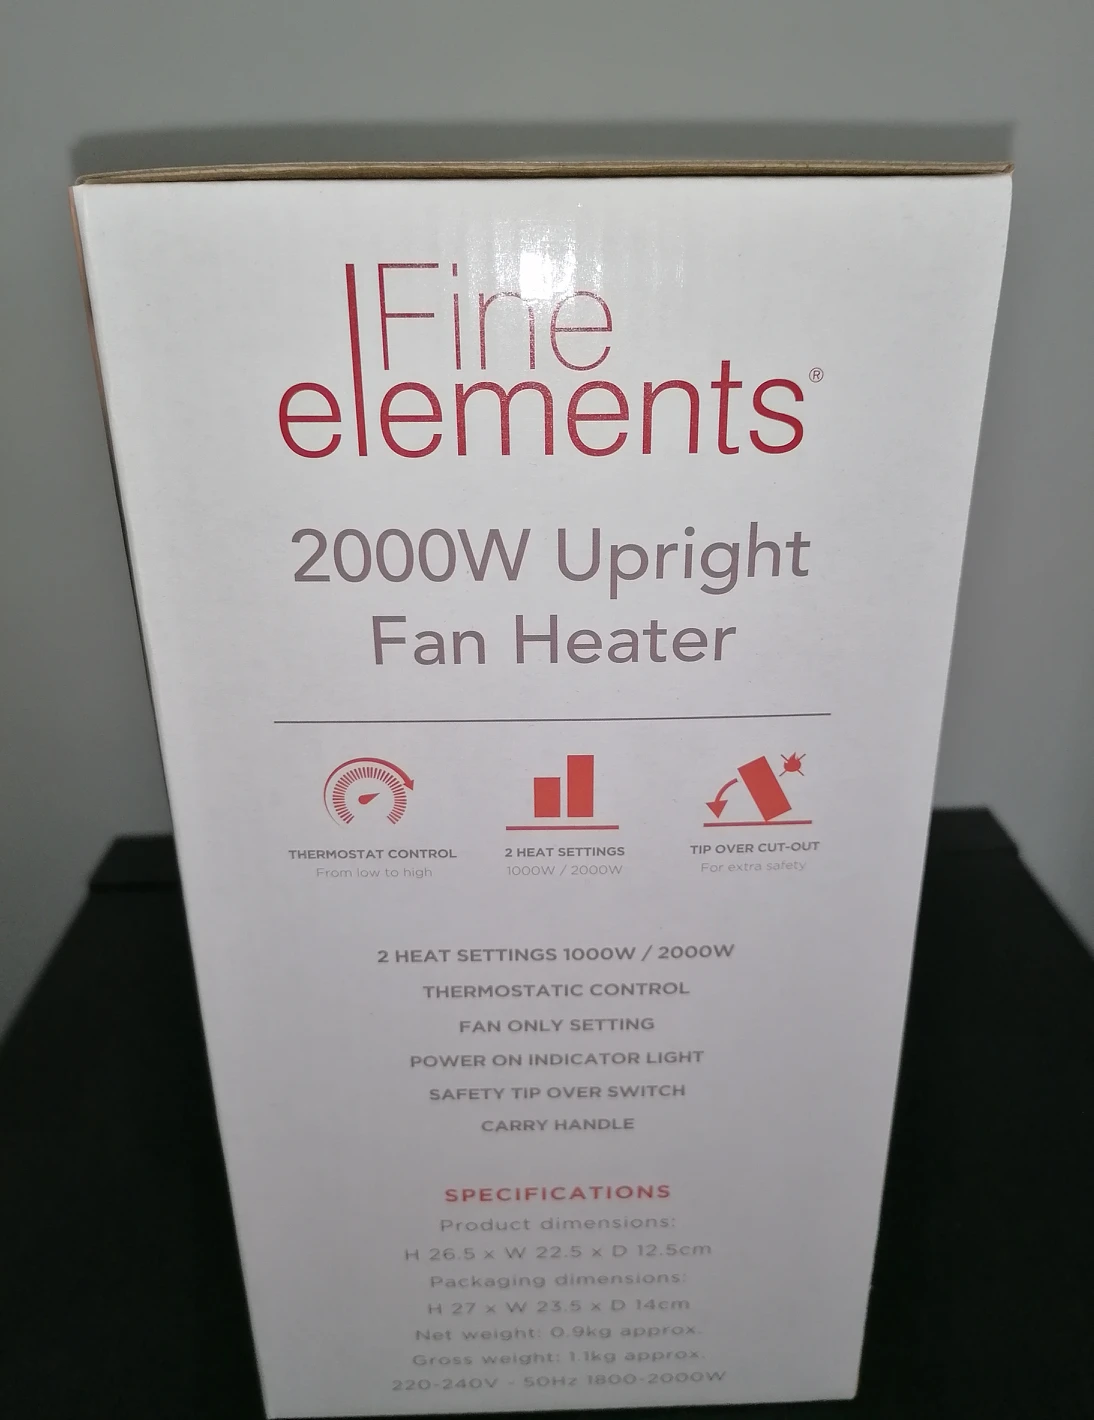 Fine
elements®
2000W Upright
Fan Heater
THERMOSTAT CONTROL
From low to high
2 HEAT SETTINGS
1000W / 2000W
TIP OVER CUT-OUT
For extra safety
2 HEAT SETTINGS 1000W / 2000W
THERMOSTATIC CONTROL
FAN ONLY SETTING
POWER ON INDICATOR LIGHT
SAFETY TIP OVER SWITCH
CARRY HANDLE
SPECIFICATIONS
Product dimensions:
H 26.5 x W 22.5 x D 12.5cm
Packaging dimensions:
H 27 x W 23.5 x D 14cm
Net weight: 0.9kg approx.
Gross weight: 1.1kg approx.
220-240V - 50Hz 1800-2000W